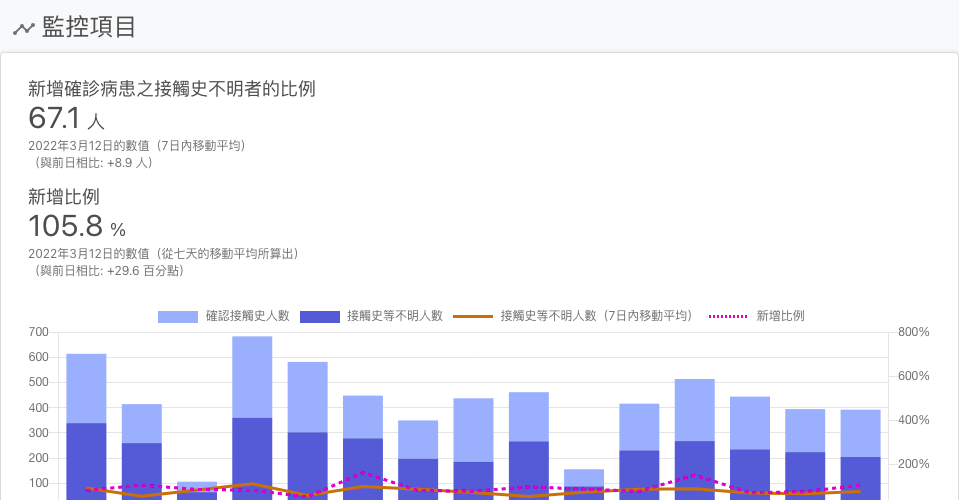 監控項目
新增確診病患之接觸史不明者的比例
67.1 人
2022年3月12日的數值（7日內移動平均）
（與前日相比: +8.9 人）
新增比例
105.8 %
2022年3月12日的數值（從七天的移動平均所算出）
（與前日相比: +29.6 百分點）
確認接觸史人數 接觸史等不明人數 接觸史等不明人數（7日內移動平均） 新增比例
700 800%
600
500 600%
400 400%
300
200 200%
100